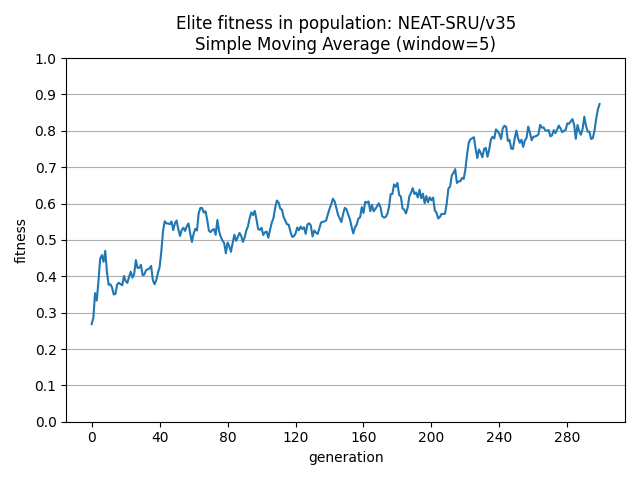 Elite fitness in population: NEAT-SRU/v35
Simple Moving Average (window=5)
1.0
0.9
0.8
0.7
0.6
0.5
0.4
0.3
0.2
0.1
0.0
fitness
0 40 80 120 160 200 240 280
generation